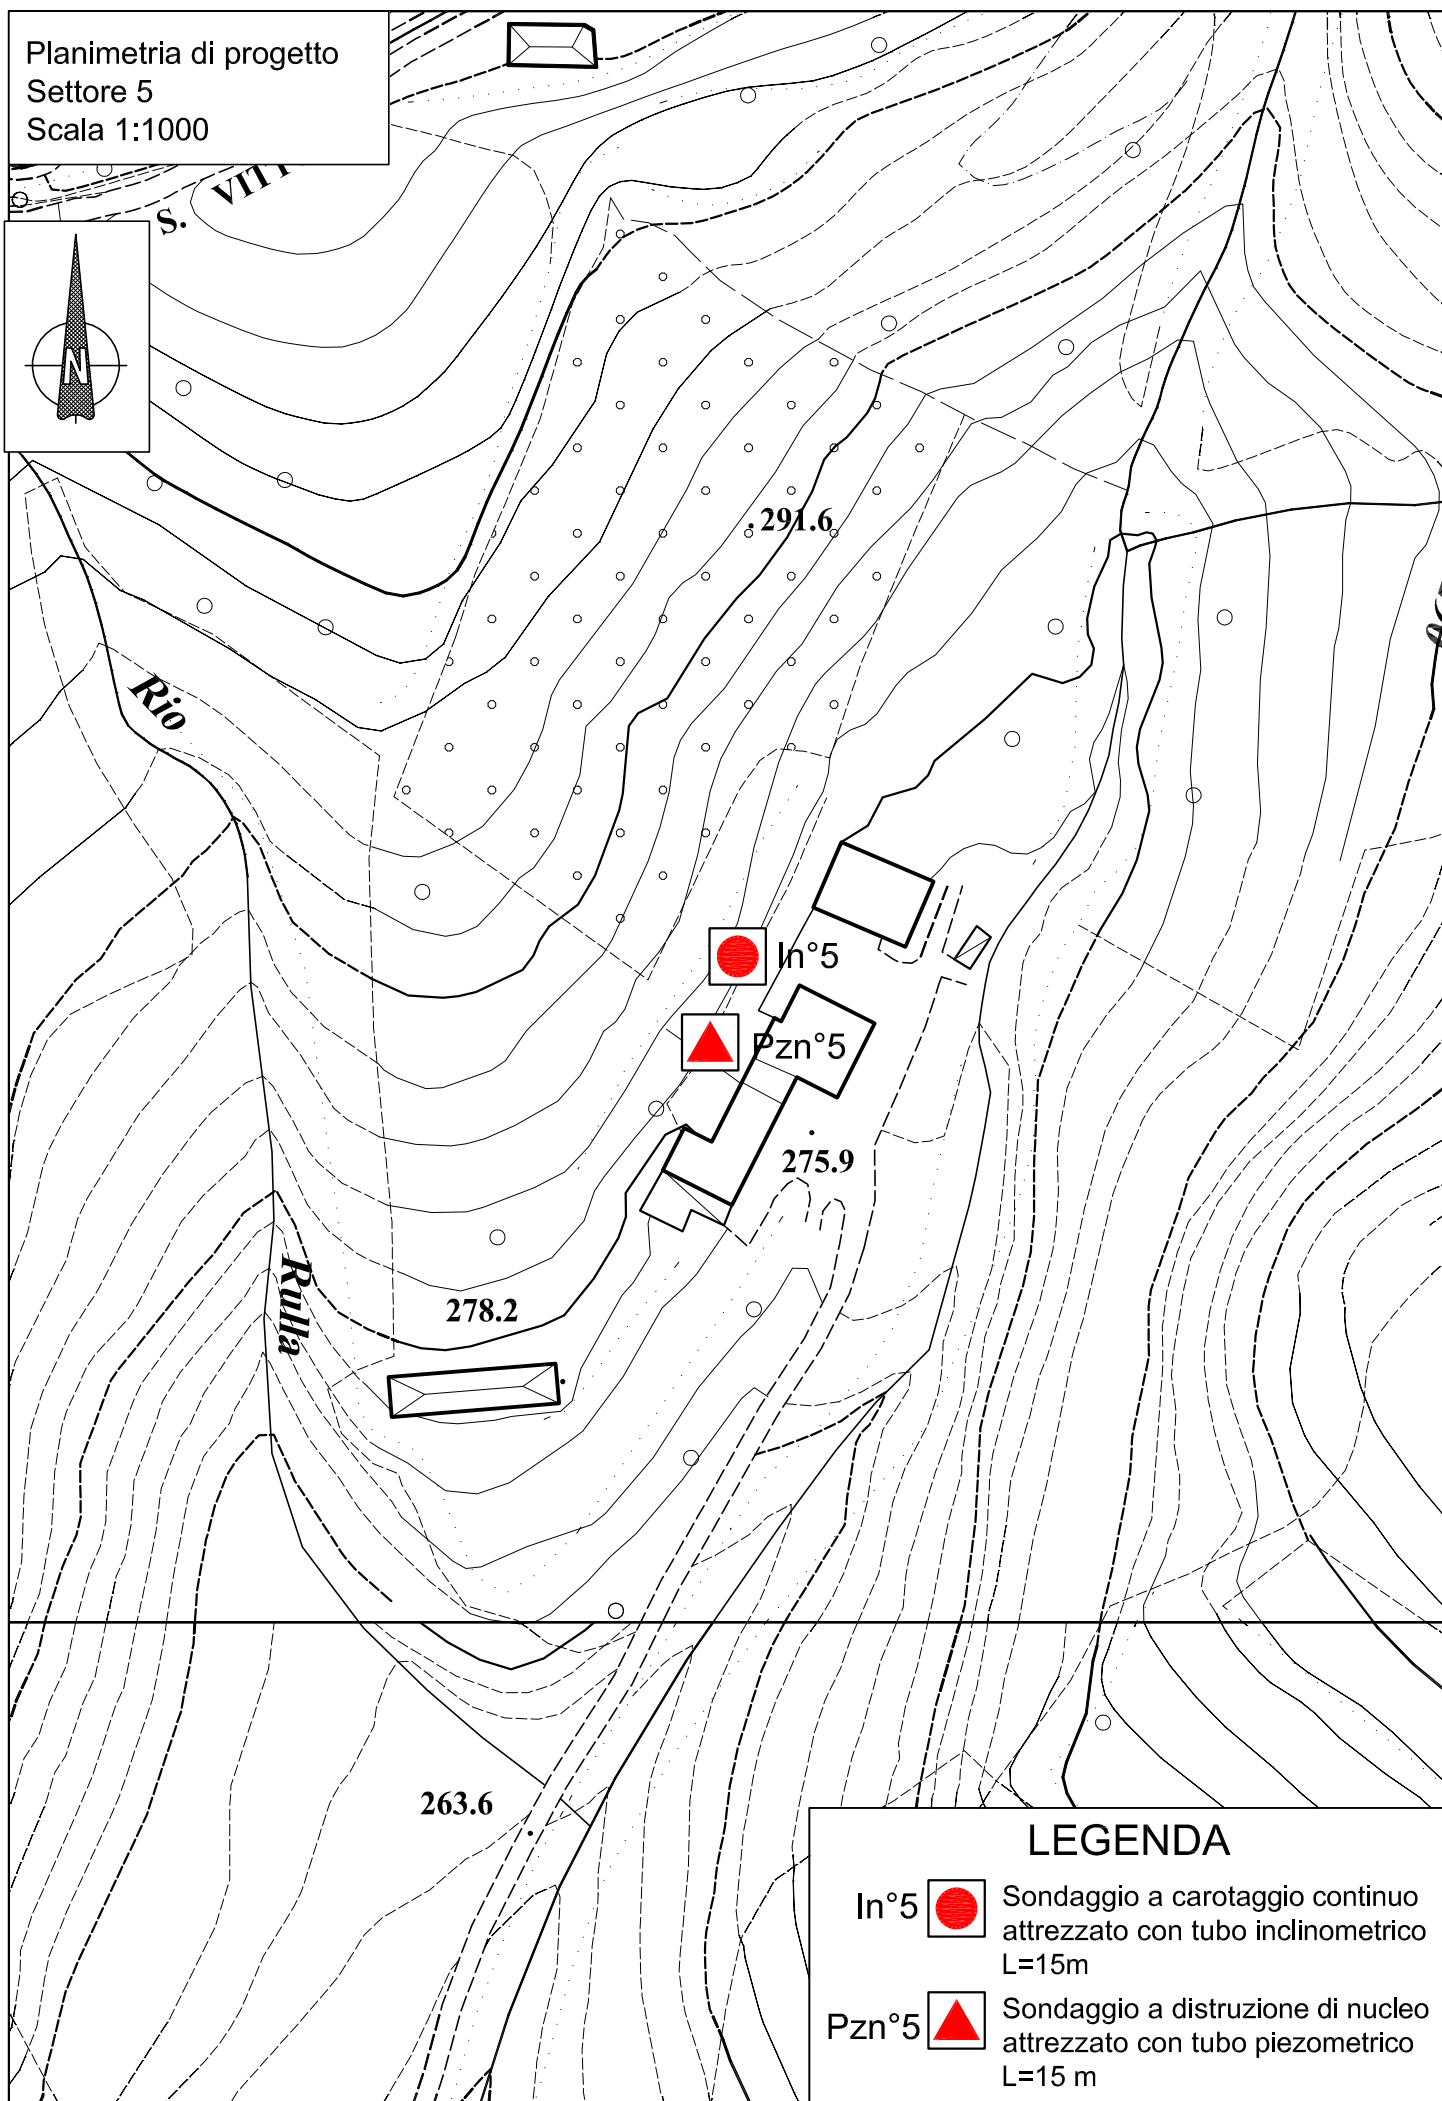 Planimetria di progetto
Settore 5
Scala 1:1000
S. VITT
N
291.6
Rio
In°5
Pzn°5
275.9
Rulla
278.2
263.6
LEGENDA
In°5
Sondaggio a carotaggio continuo
attrezzato con tubo inclinometrico
L=15m
Pzn°5
Sondaggio a distruzione di nucleo
attrezzato con tubo piezometrico
L=15 m